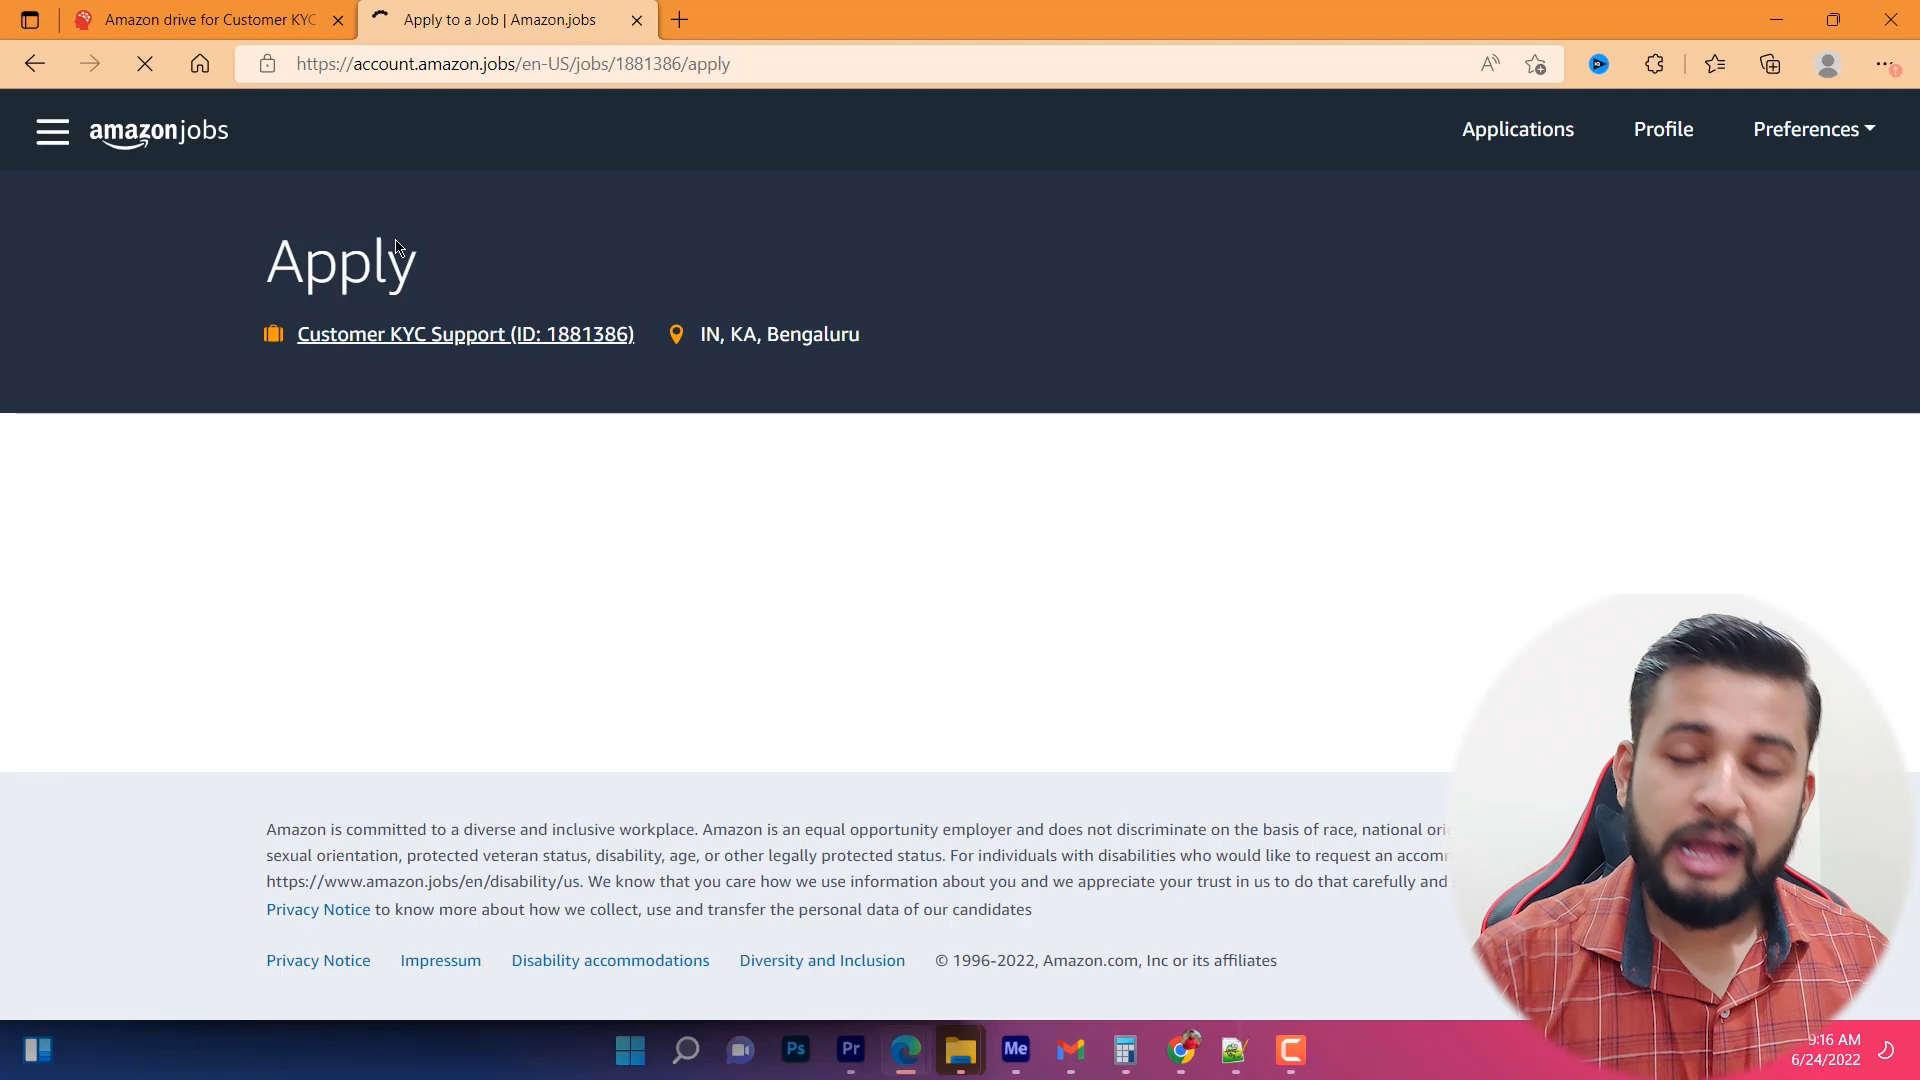 Amazon drive for Customer KYC
Apply to a Job | Amazon.jobs
https://account.amazon.jobs/en-US/jobs/1881386/apply
amazonjobs
Applications
Profile
Preferences
Apply
Customer KYC Support (ID: 1881386)
IN, KA, Bengaluru
Amazon is committed to a diverse and inclusive workplace. Amazon is an equal opportunity employer and does not discriminate on the basis of race, national
sexual orientation, protected veteran status, disability, age, or other legally protected status. For individuals with disabilities who would like to request an
https://www.amazon.jobs/en/disability/us. We know that you care how we use information about you and we appreciate your trust in us to do that carefully and
Privacy Notice to know more about how we collect, use and transfer the personal data of our candidates
Privacy Notice Impressum Disability accommodations Diversity and Inclusion © 1996-2022, Amazon.com, Inc or its affiliates
Ps
Pr
Me
9:16 AM
6/24/2022